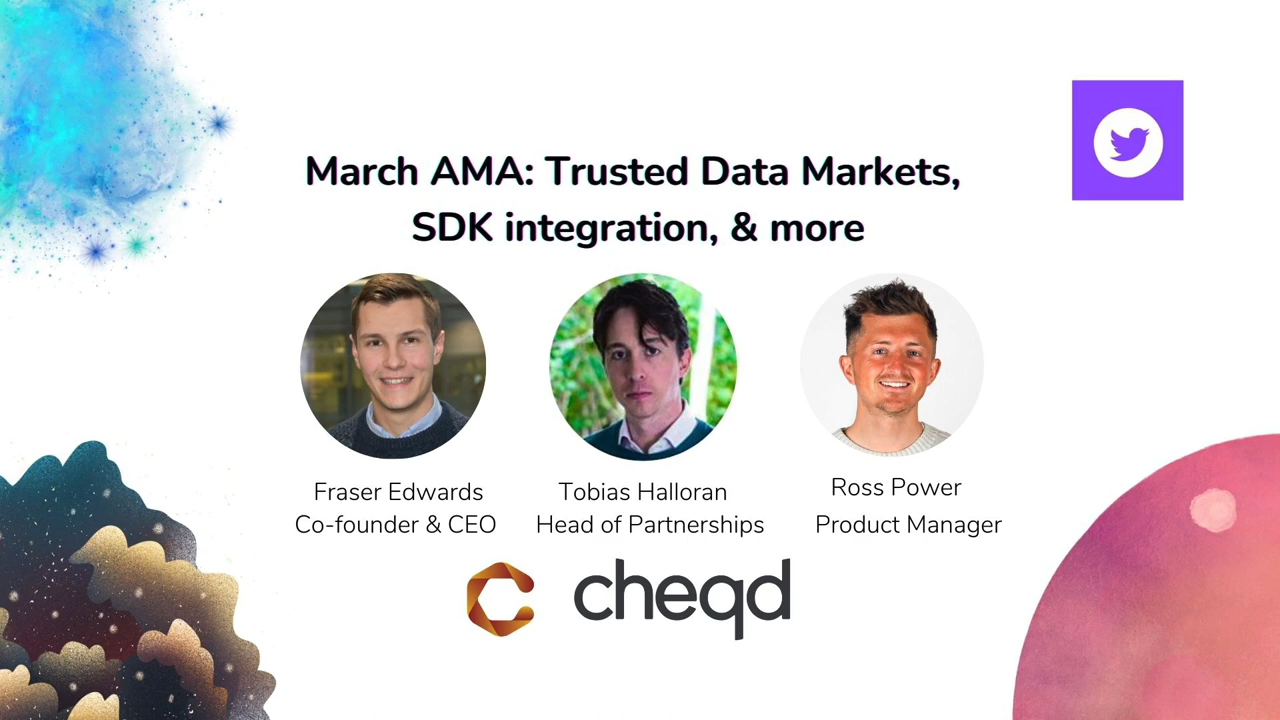 March AMA: Trusted Data Markets,
SDK integration, & more
Fraser Edwards
Co-founder & CEO
Tobias Halloran
Head of Partnerships
Ross Power
Product Manager
cheqd